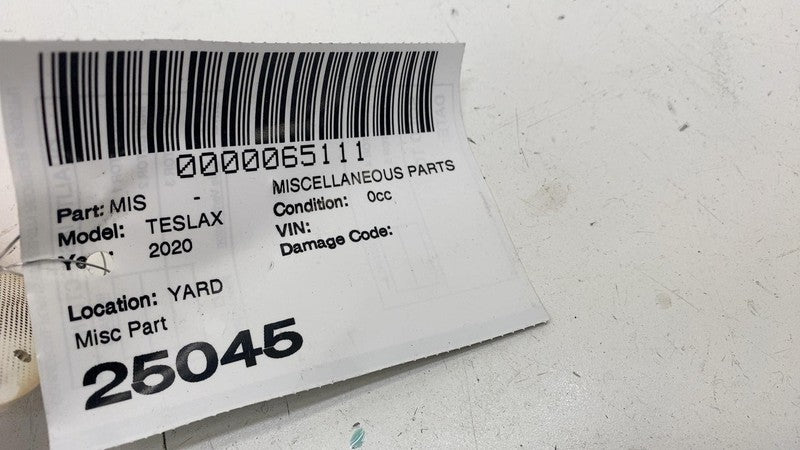 0000065111
Part: MIS - MISCELLANEOUS PARTS
Model: TESLAX Condition: 0cc
2020 VIN:
Damage Code:
Location: YARD
Misc Part
25045